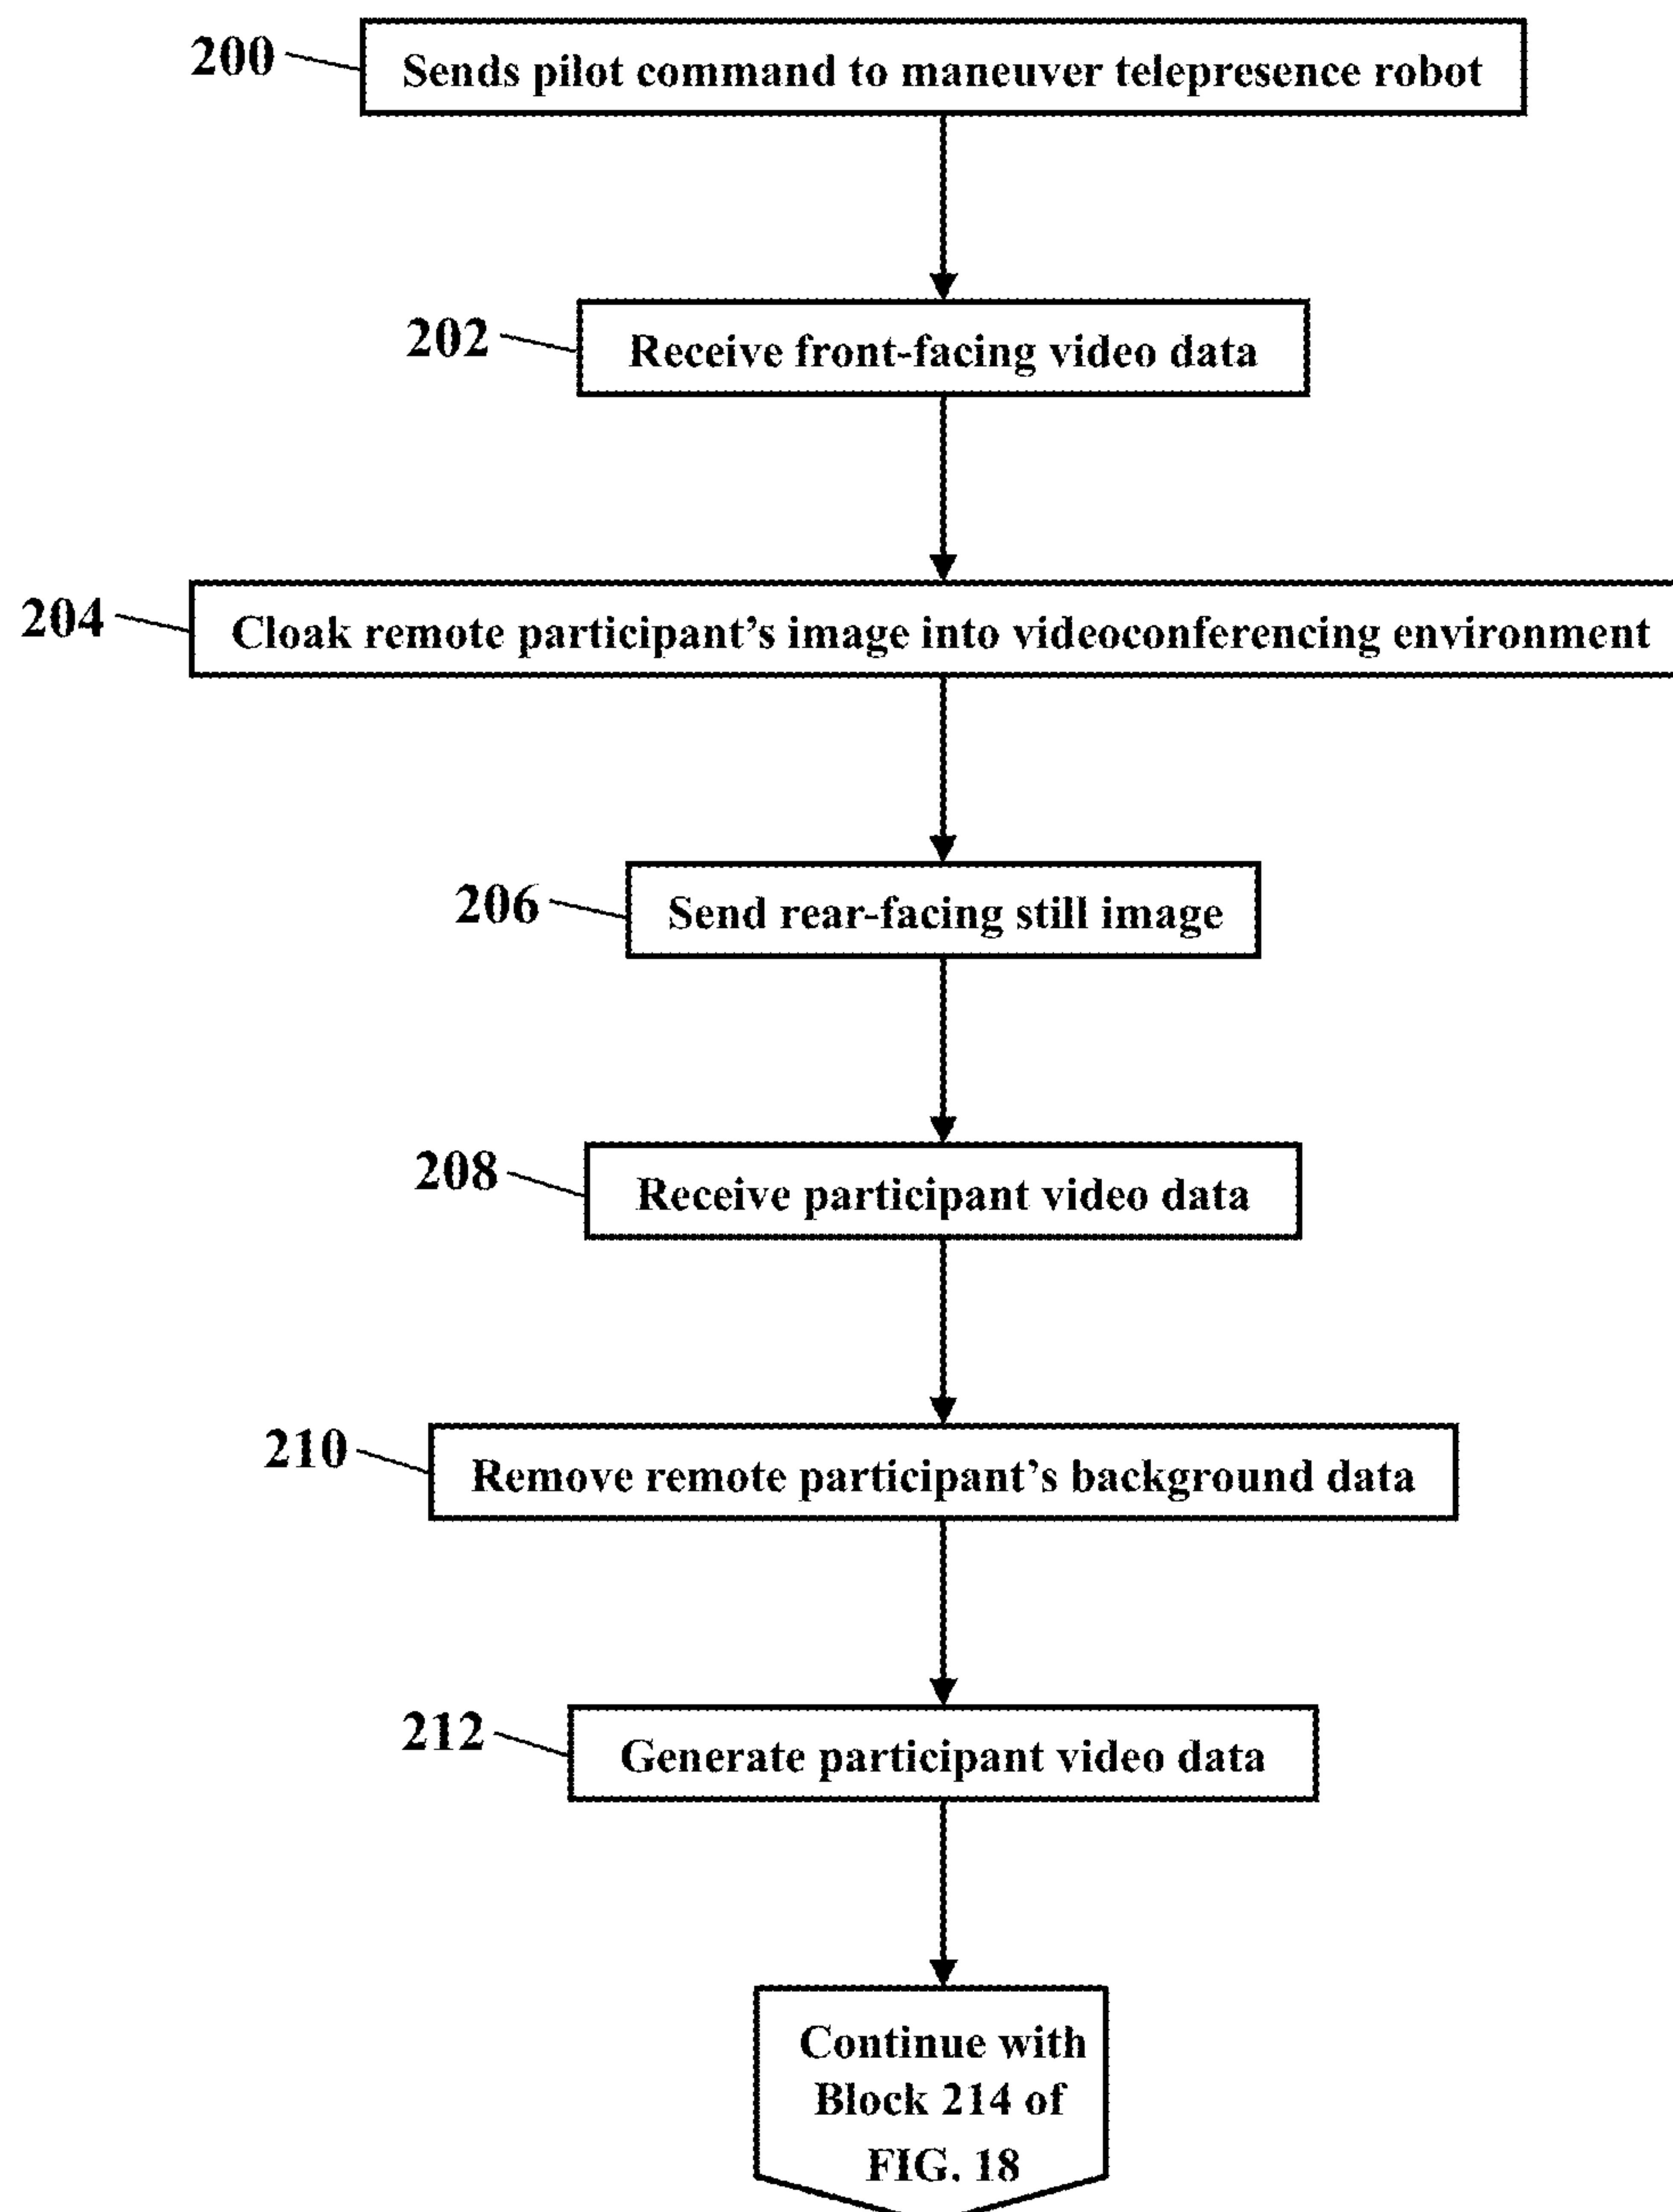 200
Sends pilot command to maneuver telepresence robot
202
Receive front-facing video data
204
Cloak remote participant’s image into videoconferencing environment
206
Send rear-facing still image
208
Receive participant video data
210
Remove remote participant’s background data
212
Generate participant video data
Continue with
Block 214 of
FIG. 18